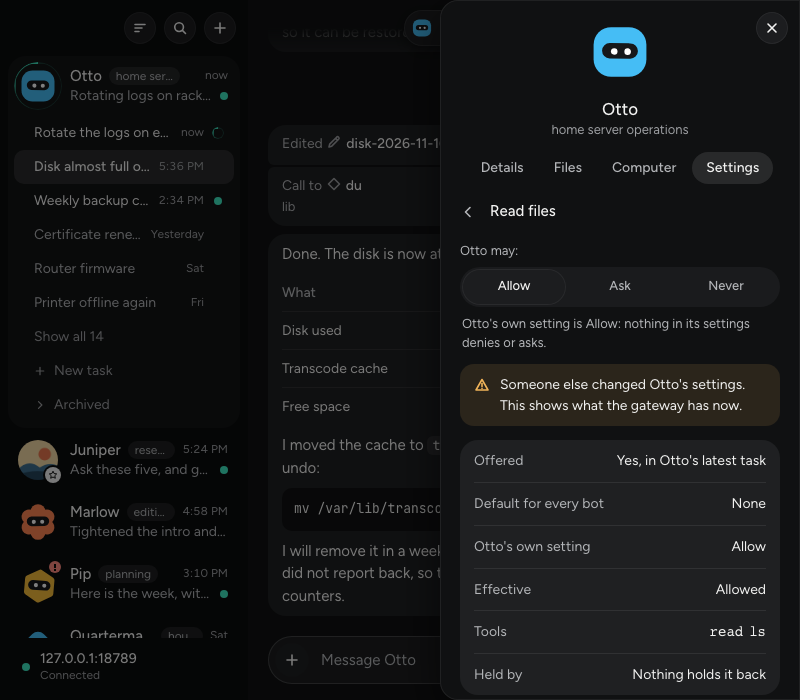 Otto
home ser...
now
Rotating logs on rack...
Rotate the logs on e...
now
Disk almost full o...
5:36 PM
Weekly backup c...
2:34 PM
Certificate rene...
Yesterday
Router firmware
Sat
Printer offline again
Fri
Show all 14
New task
Archived
Juniper
rese...
5:24 PM
Ask these five, and g...
Marlow
editi...
4:58 PM
Tightened the intro and...
Pip
planning
3:10 PM
Here is the week, wit...
Quarterma
hou...
Sat
127.0.0.1:18789
Connected
so it can be restore
Edited
disk-2026-11-1
Call to
du
lib
Done. The disk is now at
What
Disk used
Transcode cache
Free space
I moved the cache to
undo:
mv /var/lib/transco
I will remove it in a week
did not report back, so t
counters.
Message Otto
Otto
home server operations
Details
Files
Computer
Settings
Read files
Otto may:
Allow
Ask
Never
Otto's own setting is Allow: nothing in its settings
denies or asks.
Someone else changed Otto's settings.
This shows what the gateway has now.
Offered
Yes, in Otto's latest task
Default for every bot
None
Otto's own setting
Allow
Effective
Allowed
Tools
read ls
Held by
Nothing holds it back